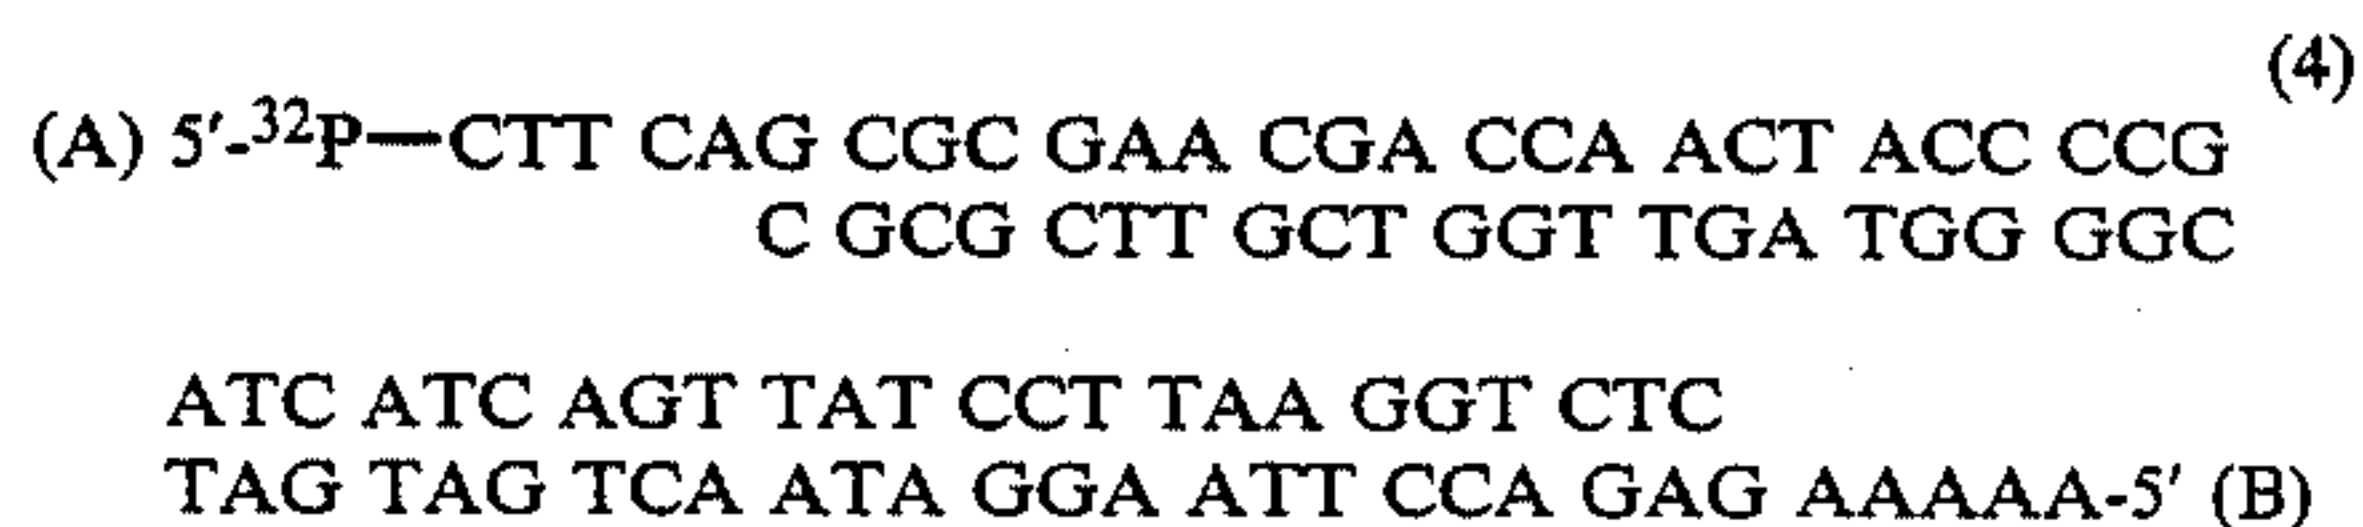 (4)
(A) 5′-³²P—CTT CAG CGC GAA CGA CCA ACT ACC CCG
C GCG CTT GCT GGT TGA TGG GGC
ATC ATC AGT TAT CCT TAA GGT CTC
TAG TAG TCA ATA GGA ATT CCA GAG AAAAA-5′ (B)